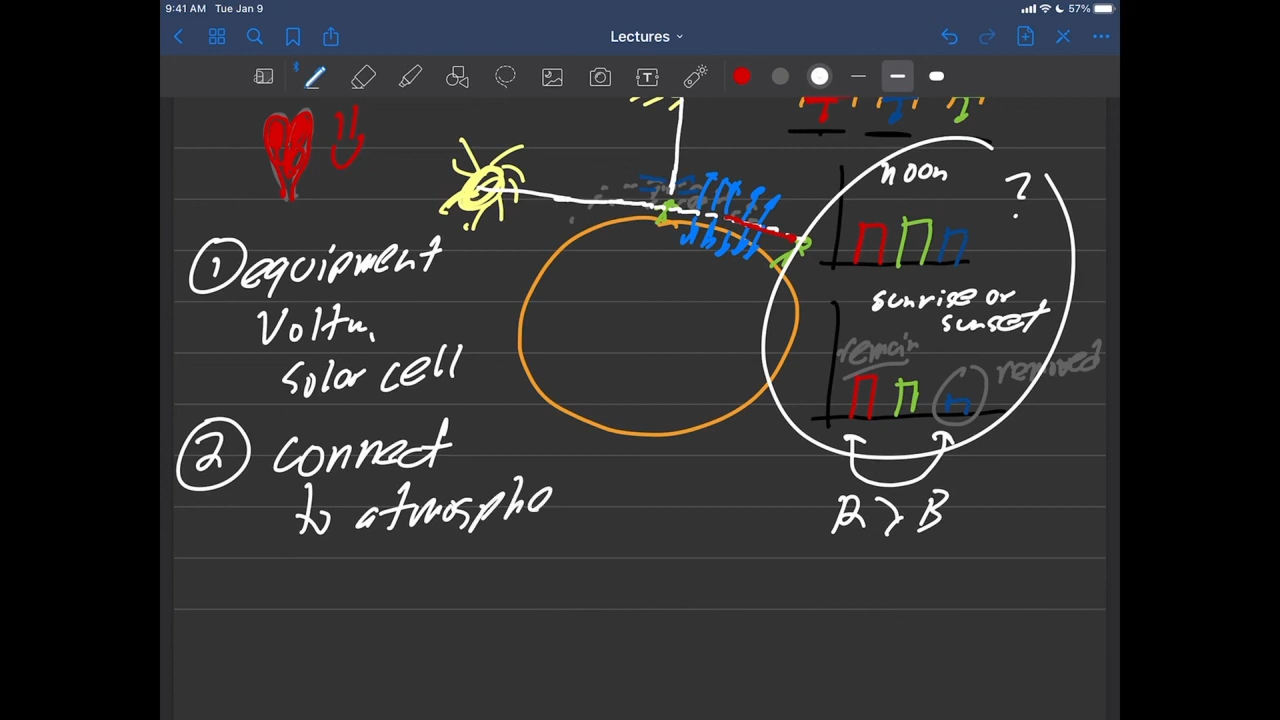 9:41 AM Tue Jan 9
57%
Lectures
noon
?
① equipment
Voltm.
solar cell
sunrise or
sunset
remain
removed
② connect
to atmosphe
R > B